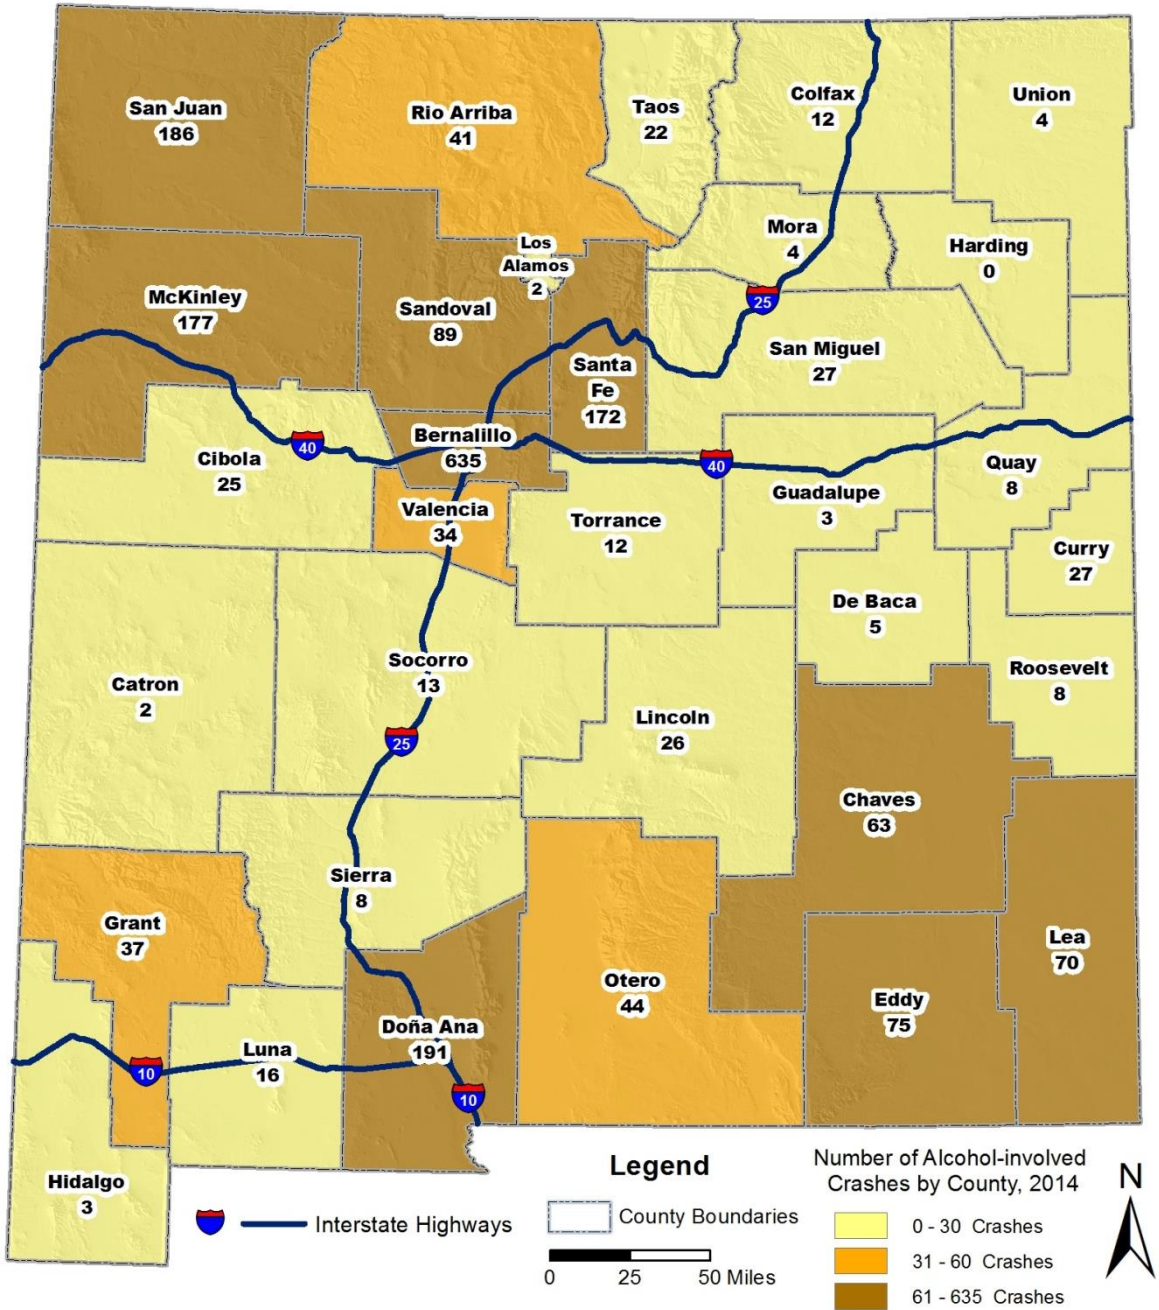 San Juan
186
Rio Arriba
41
Taos
22
Colfax
12
Union
4
Mora
4
Harding
0
Los
Alamos
2
McKinley
177
Sandoval
89
25
San Miguel
27
Santa
Fe
172
Bernalillo
635
40
Cibola
25
40
Quay
8
Guadalupe
3
Valencia
34
Torrance
12
Curry
27
De Baca
5
Roosevelt
8
Socorro
13
Catron
2
Lincoln
26
25
Chaves
63
Sierra
8
Grant
37
Lea
70
Otero
44
Eddy
75
Doña Ana
191
Luna
16
10
10
Hidalgo
3
Legend
Interstate Highways
County Boundaries
0 25 50 Miles
Number of Alcohol-involved
Crashes by County, 2014
0 - 30 Crashes
31 - 60 Crashes
61 - 635 Crashes
N